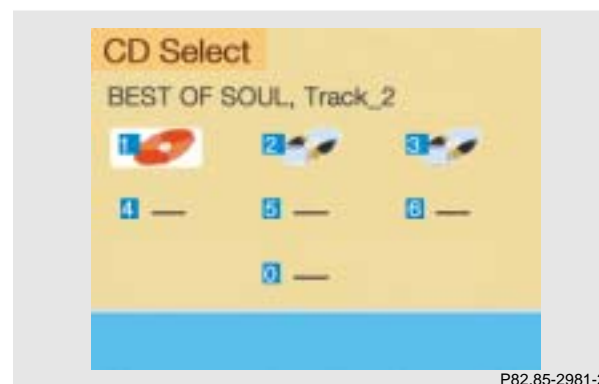 CD Select
BEST OF SOUL, Track_2
1 2 3
4 — 5 — 6 —
0 —
P82.85-2981-